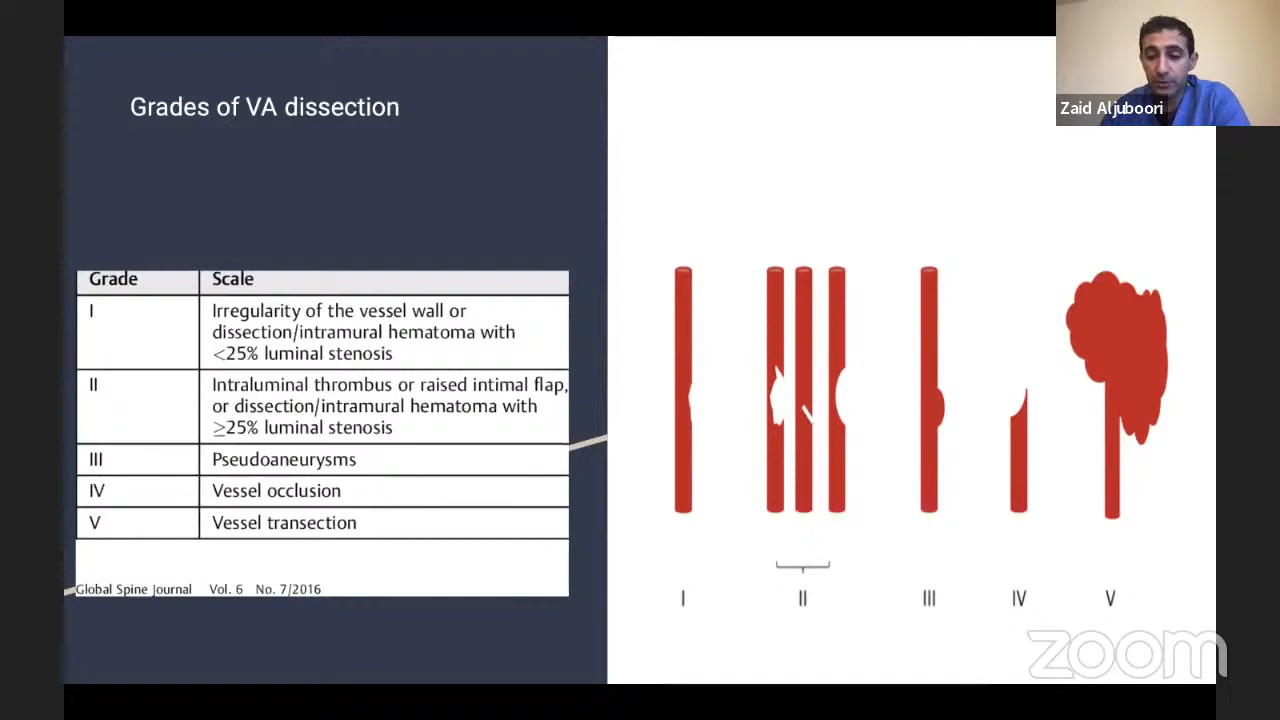 Grades of VA dissection
Zaid Aljuboori
Grade Scale
I Irregularity of the vessel wall or
dissection/intramural hematoma with
<25% luminal stenosis
II Intraluminal thrombus or raised intimal flap,
or dissection/intramural hematoma with
≥25% luminal stenosis
III Pseudoaneurysms
IV Vessel occlusion
V Vessel transection
Global Spine Journal Vol. 6 No. 7/2016
I II III IV V
zoom